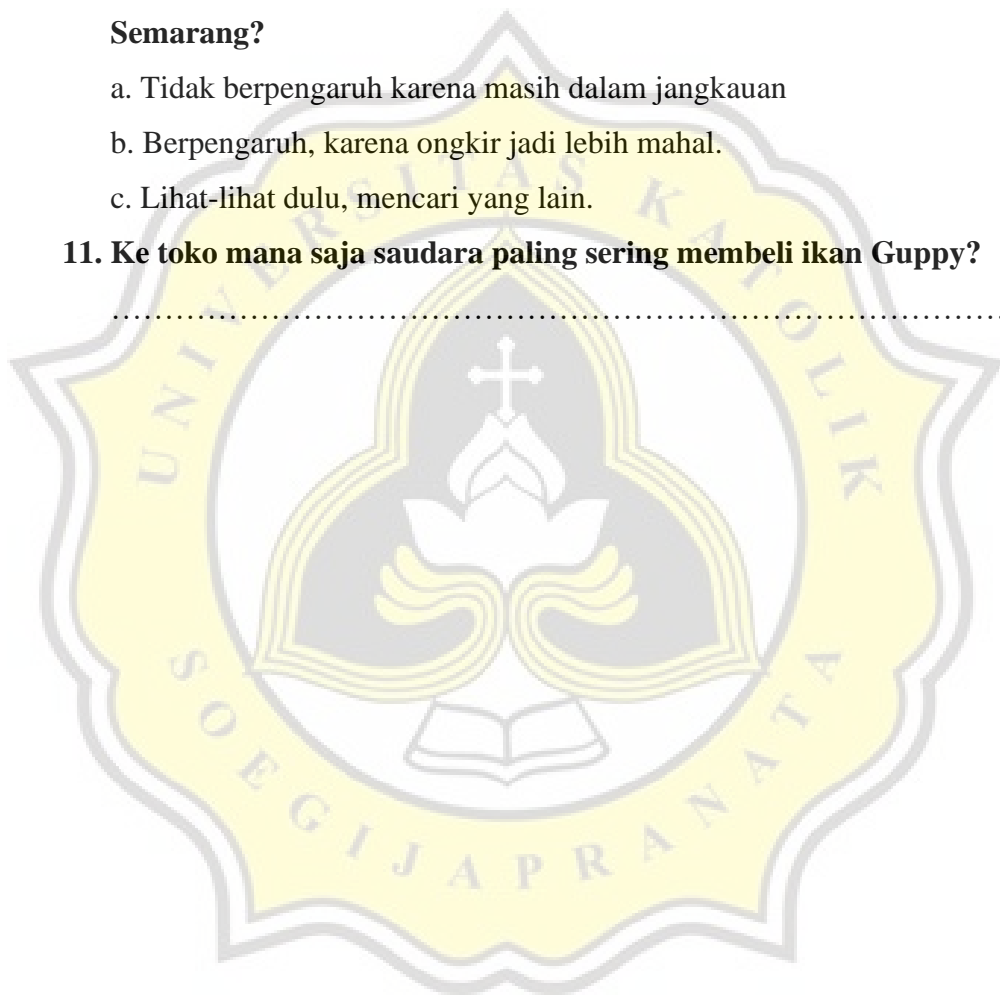 Semarang?
a. Tidak berpengaruh karena masih dalam jangkauan
b. Berpengaruh, karena ongkir jadi lebih mahal.
c. Lihat-lihat dulu, mencari yang lain.
11. Ke toko mana saja saudara paling sering membeli ikan Guppy?
……………………………………………………………………………
UNIVERSITAS KATOLIK
SOEGIJAPRANATA